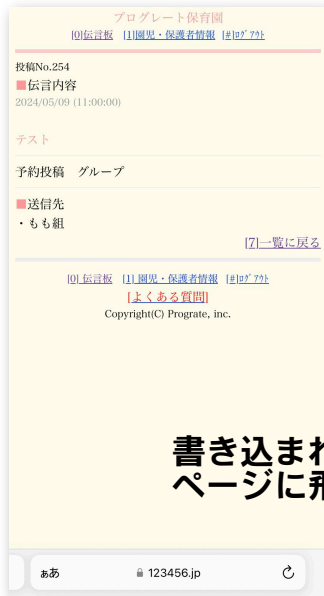 プログレート保育園
[0]伝言板 [1]園児・保護者情報 [#]ﾛｸﾞｱｳﾄ
投稿No.254
■伝言内容
2024/05/09 (11:00:00)
テスト
予約投稿 グループ
■送信先
・もも組
[7]一覧に戻る
[0] 伝言板 [1] 園児・保護者情報 [#]ﾛｸﾞｱｳﾄ
[よくある質問]
Copyright(C) Prograte, inc.
書き込まれ
ページに飛
ぁあ 123456.jp